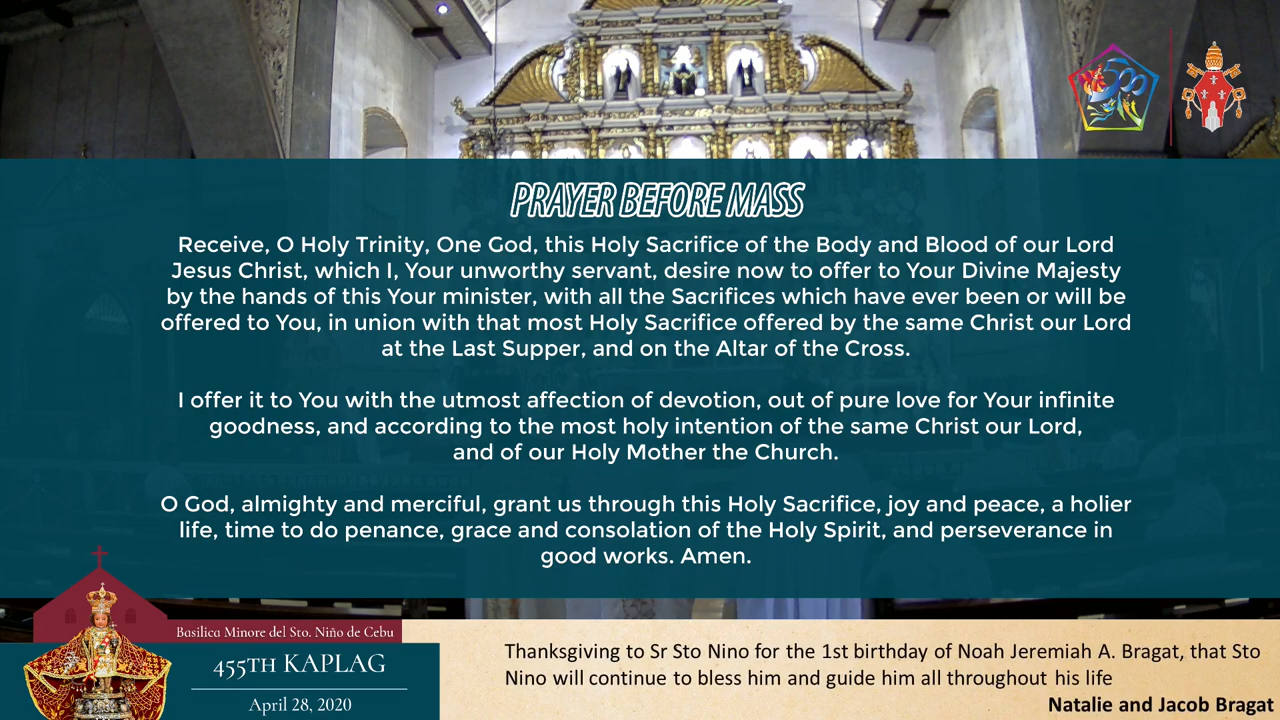 500
PRAYER BEFORE MASS
Receive, O Holy Trinity, One God, this Holy Sacrifice of the Body and Blood of our Lord
Jesus Christ, which I, Your unworthy servant, desire now to offer to Your Divine Majesty
by the hands of this Your minister, with all the Sacrifices which have ever been or will be
offered to You, in union with that most Holy Sacrifice offered by the same Christ our Lord
at the Last Supper, and on the Altar of the Cross.
I offer it to You with the utmost affection of devotion, out of pure love for Your infinite
goodness, and according to the most holy intention of the same Christ our Lord,
and of our Holy Mother the Church.
O God, almighty and merciful, grant us through this Holy Sacrifice, joy and peace, a holier
life, time to do penance, grace and consolation of the Holy Spirit, and perseverance in
good works. Amen.
Basilica Minore del Sto. Niño de Cebu
455TH KAPLAG
April 28, 2020
Thanksgiving to Sr Sto Nino for the 1st birthday of Noah Jeremiah A. Bragat, that Sto
Nino will continue to bless him and guide him all throughout his life
Natalie and Jacob Bragat